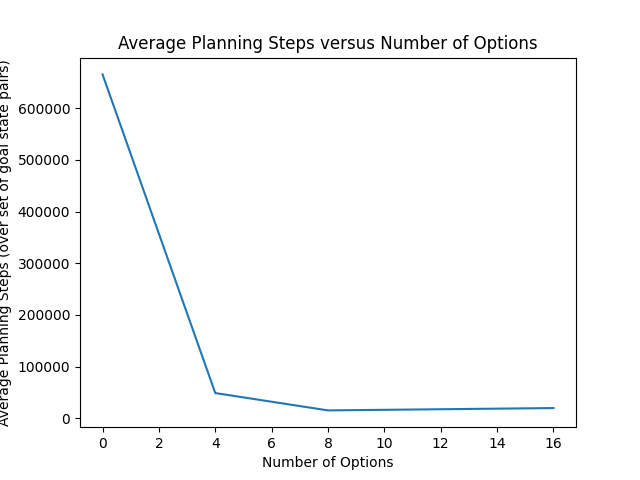 Average Planning Steps versus Number of Options
Average Planning Steps (over set of goal state pairs)
600000
500000
400000
300000
200000
100000
0
0 2 4 6 8 10 12 14 16
Number of Options